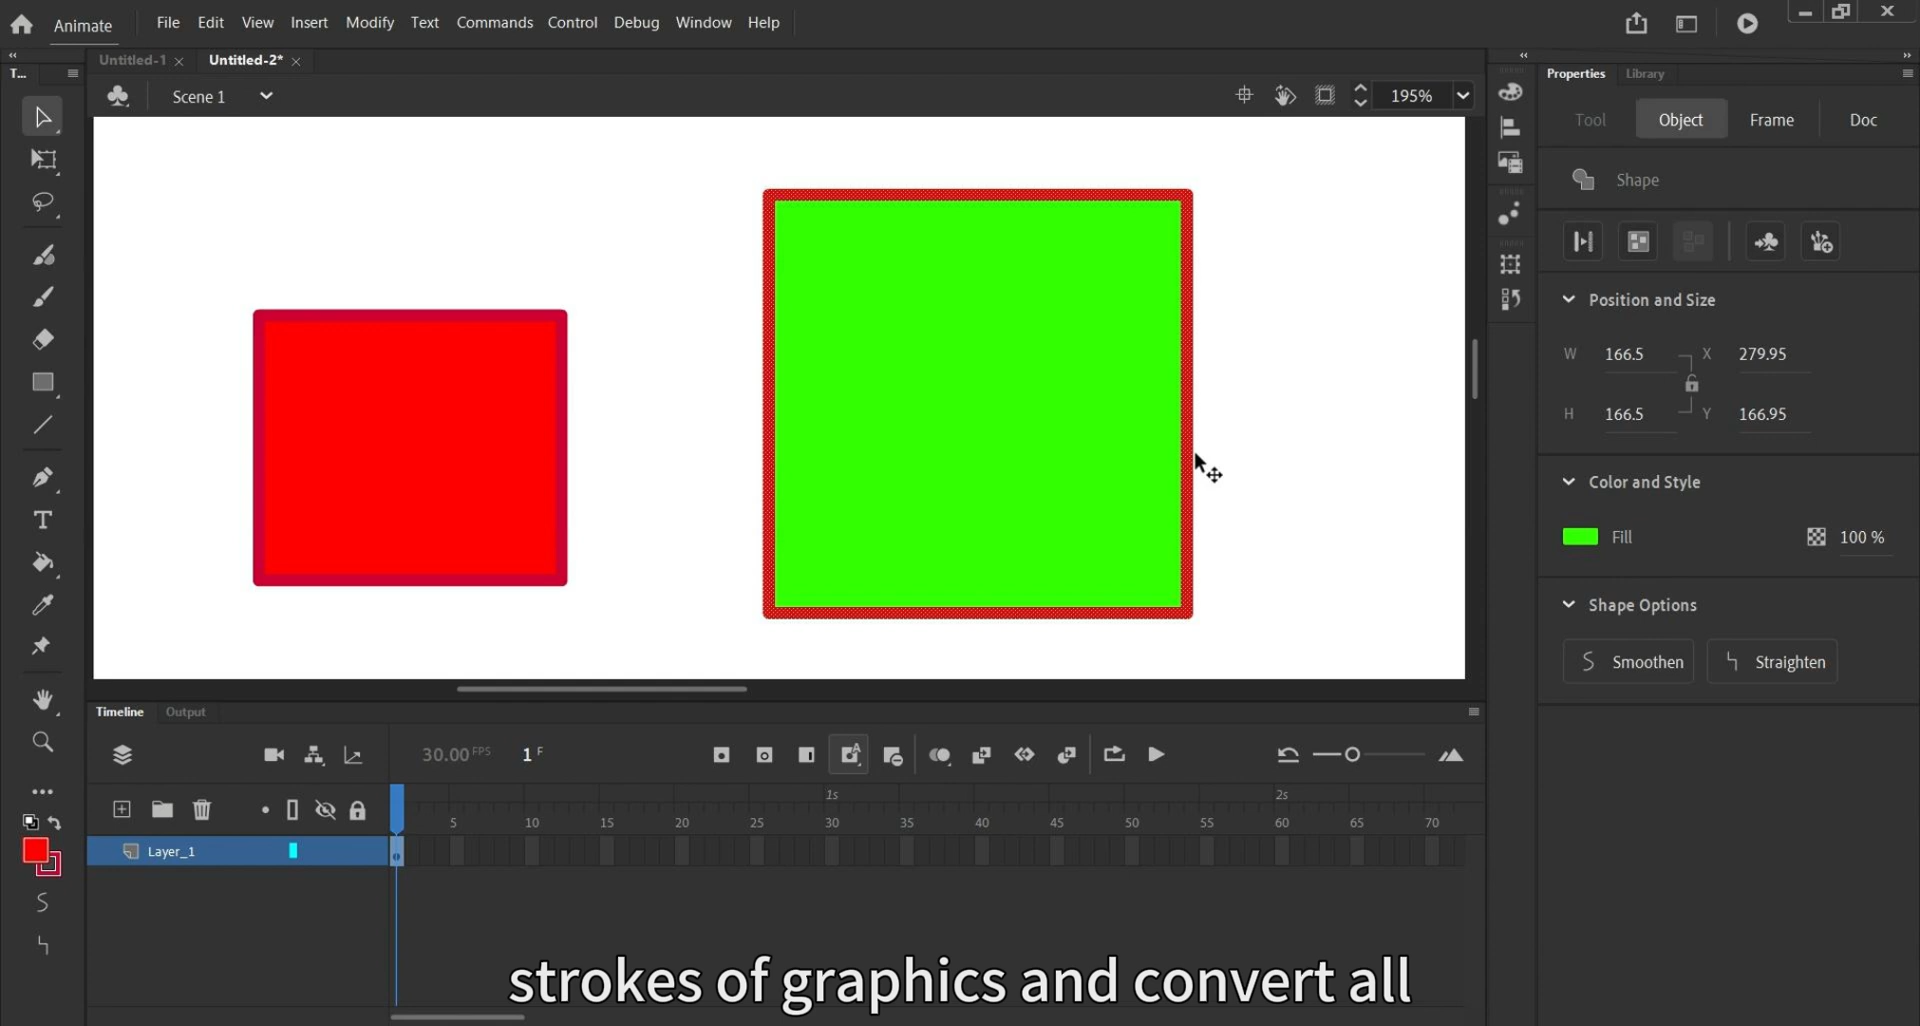 Animate File Edit View Insert Modify Text Commands Control Debug Window Help
T... Untitled-1 Untitled-2*
Properties Library
Scene 1
195%
Tool Object Frame Doc
Shape
Position and Size
W 166.5 X 279.95
H 166.5 Y 166.95
Color and Style
Fill 100 %
Shape Options
Smoothen Straighten
Timeline Output
30.00 FPS 1 F
1s 2s
5 10 15 20 25 30 35 40 45 50 55 60 65 70
Layer_1
strokes of graphics and convert all